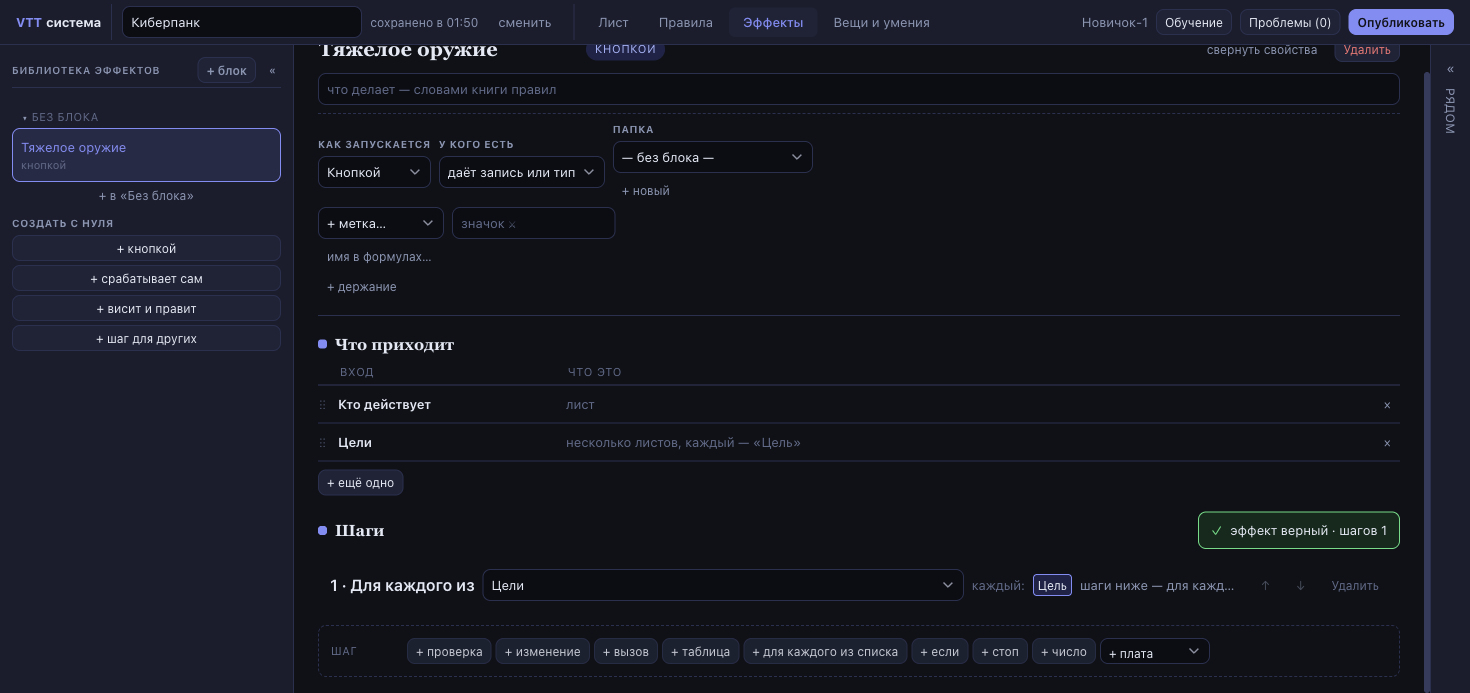 VTT система
Киберпанк
сохранено в 01:50
сменить
Лист
Правила
Эффекты
Вещи и умения
Новичок-1
Обучение
Проблемы (0)
Опубликовать
БИБЛИОТЕКА ЭФФЕКТОВ
+ блок
«
▾ БЕЗ БЛОКА
Тяжелое оружие
кнопкой
+ в «Без блока»
СОЗДАТЬ С НУЛЯ
+ кнопкой
+ срабатывает сам
+ висит и правит
+ шаг для других
Тяжелое оружие
КНОПКОЙ
свернуть свойства
Удалить
что делает — словами книги правил
КАК ЗАПУСКАЕТСЯ
У КОГО ЕСТЬ
ПАПКА
Кнопкой
даёт запись или тип
— без блока —
+ новый
+ метка...
значок ⚔
имя в формулах...
+ держание
Что приходит
ВХОД
ЧТО ЭТО
Кто действует
лист
×
Цели
несколько листов, каждый — «Цель»
×
+ ещё одно
Шаги
✓ эффект верный · шагов 1
1 · Для каждого из
Цели
каждый:
Цель
шаги ниже — для кажд...
↑
↓
Удалить
ШАГ
+ проверка
+ изменение
+ вызов
+ таблица
+ для каждого из списка
+ если
+ стоп
+ число
+ плата
«
РЯДОМ